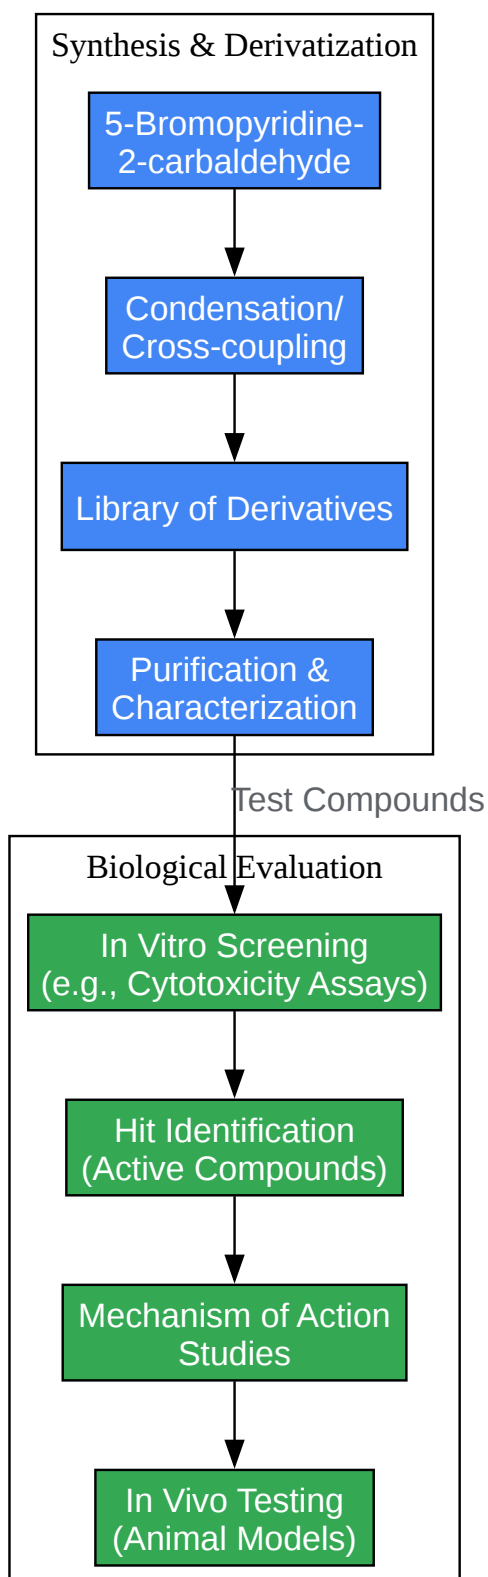 Synthesis & Derivatization
5-Bromopyridine-
2-carbaldehyde
Condensation/
Cross-coupling
Library of Derivatives
Purification &
Characterization
Test Compounds
Biological Evaluation
In Vitro Screening
(e.g., Cytotoxicity Assays)
Hit Identification
(Active Compounds)
Mechanism of Action
Studies
In Vivo Testing
(Animal Models)